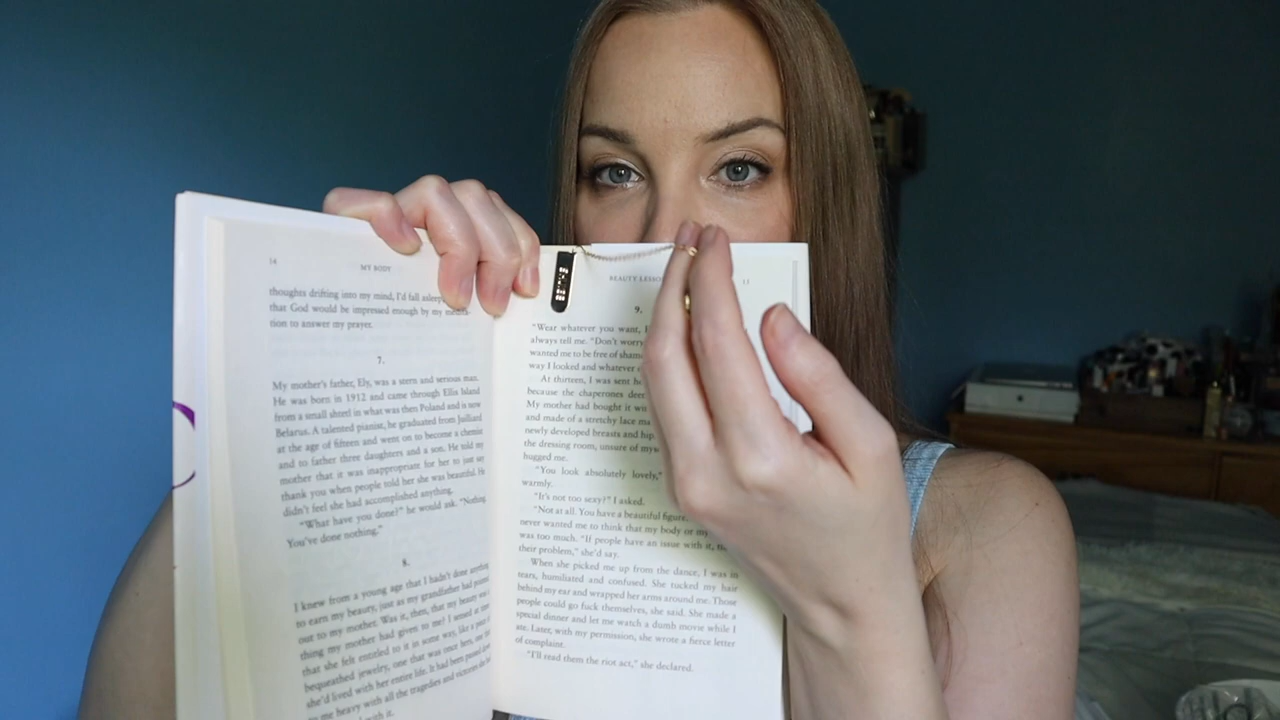 14
MY BODY
thoughts drifting into my mind, I'd fall asleep
that God would be impressed enough by my
tion to answer my prayer.
7.
My mother's father, Ely, was a stern and serious man.
He was born in 1912 and came through Ellis Island
from a small shtetl in what was then Poland and is now
Belarus. A talented pianist, he graduated from Juilliard
at the age of fifteen and went on to become a chemist
and to father three daughters and a son. He told my
mother that it was inappropriate for her to just say
thank you when people told her she was beautiful. He
didn't feel she had accomplished anything.
"What have you done?" he would ask. "Nothing.
You've done nothing."
8.
I knew from a young age that I hadn't done anything
to earn my beauty, just as my grandfather had pointed
out to my mother. Was it, then, that my beauty was
thing my mother had given to me? I sensed at times
that she felt entitled to it in some way, like a piece
bequeathed jewelry, one that was once hers, one
she'd lived with her entire life. It had been passed
me heavy with all the tragedies and victories she
with it.
BEAUTY LESSO
15
9.
"Wear whatever you want,
always tell me. "Don't worry
wanted me to be free of shame
way I looked and whatever
At thirteen, I was sent
because the chaperones
My mother had bought it
and made of a stretchy lace
newly developed breasts and
the dressing room, unsure of
hugged me.
"You look absolutely lovely,"
warmly.
"It's not too sexy?" I asked.
"Not at all. You have a beautiful figure."
never wanted me to think that my body or my
was too much. "If people have an issue with it,
their problem," she'd say.
When she picked me up from the dance, I was in
tears, humiliated and confused. She tucked my hair
behind my ear and wrapped her arms around me. Those
people could go fuck themselves, she said. She made a
special dinner and let me watch a dumb movie while I
ate. Later, with my permission, she wrote a fierce letter
of complaint.
"I'll read them the riot act," she declared.